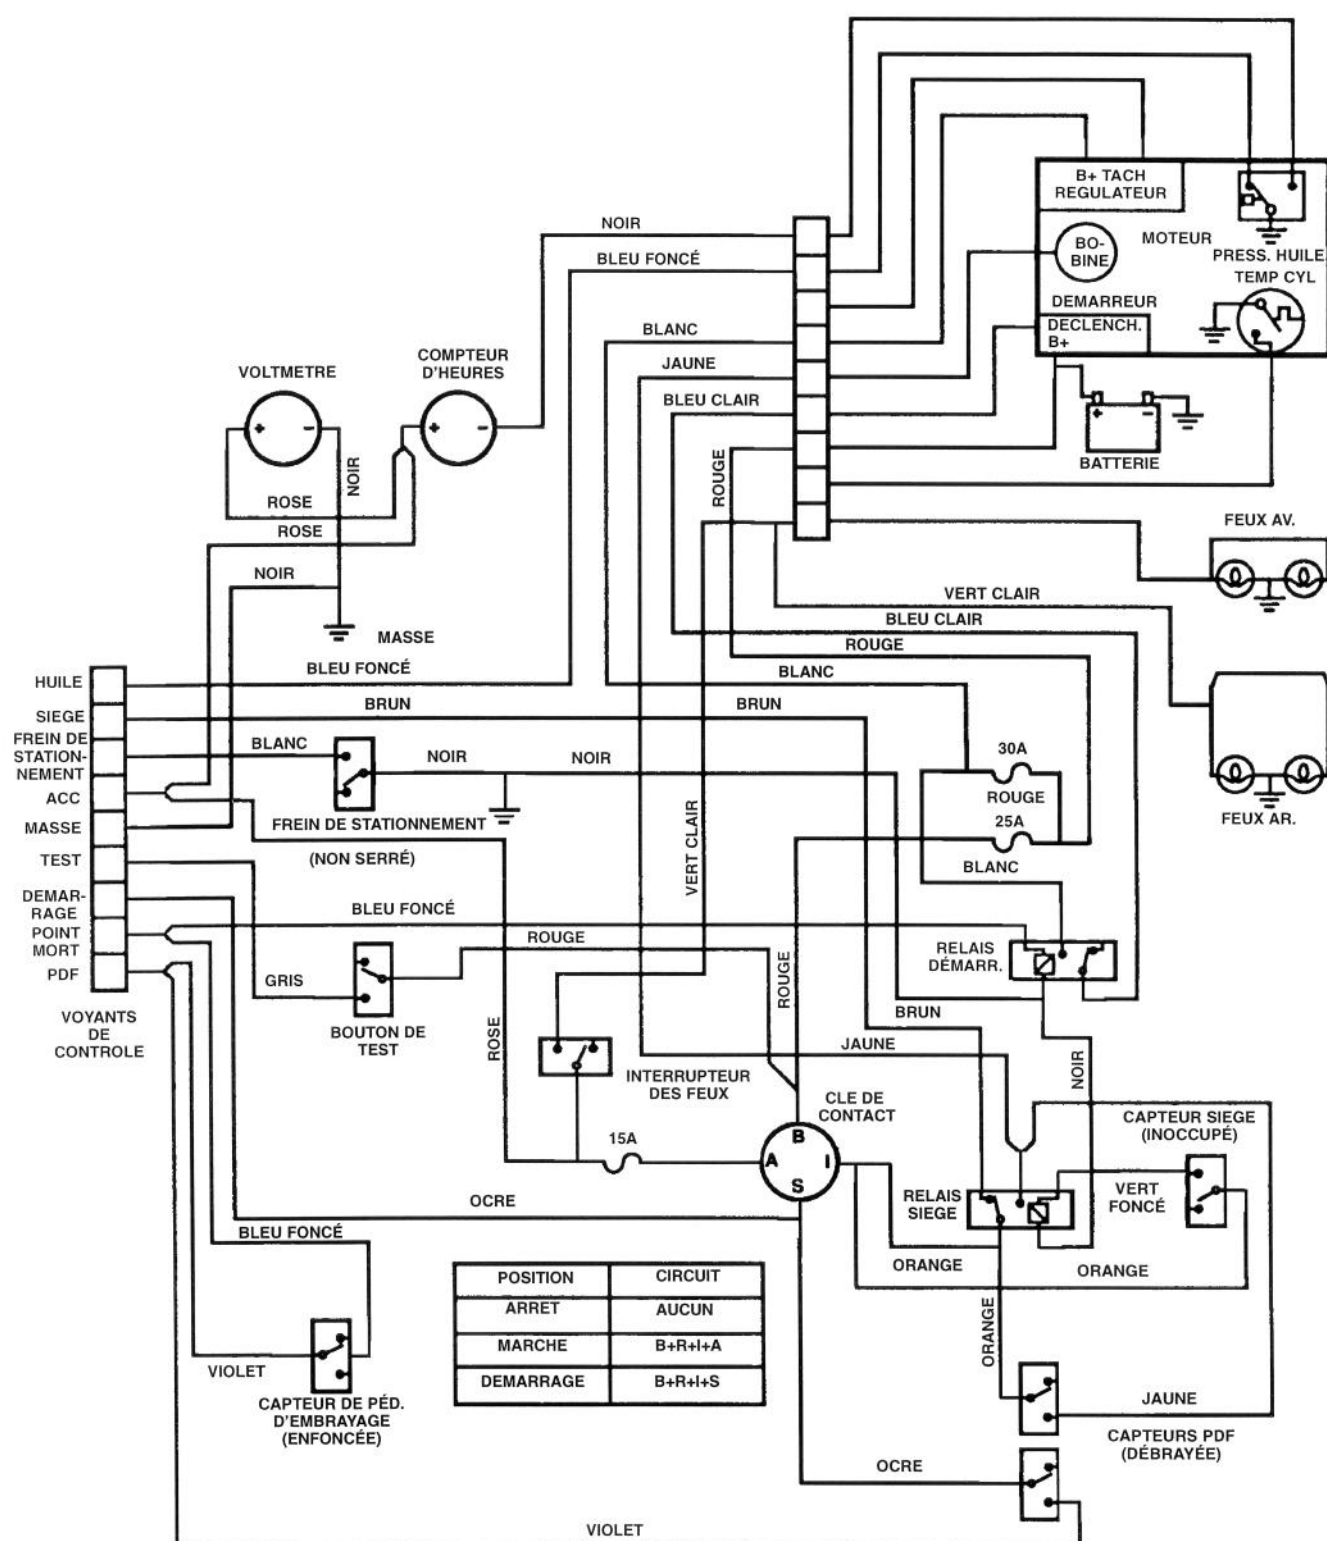 B+ TACH
REGULATEUR
NOIR
MOTEUR
BLEU FONCÉ
BO-
BINE
PRESS. HUILE
TEMP CYL
DEMARREUR
BLANC
DECLENCH.
B+
COMPTEUR
D'HEURES
JAUNE
VOLTMETRE
BLEU CLAIR
+
-
+
-
+
-
BATTERIE
NOIR
ROUGE
ROSE
ROSE
FEUX AV.
NOIR
VERT CLAIR
BLEU CLAIR
MASSE
ROUGE
BLEU FONCÉ
BLANC
HUILE
BRUN
BRUN
SIEGE
FREIN DE
STATION-
NEMENT
BLANC
NOIR
NOIR
30A
ROUGE
ACC
FEUX AR.
FREIN DE STATIONNEMENT
25A
MASSE
VERT CLAIR
(NON SERRÉ)
TEST
BLANC
DEMAR-
RAGE
BLEU FONCÉ
POINT
MORT
ROUGE
RELAIS
DÉMARR.
PDF
GRIS
ROUGE
BRUN
VOYANTS
DE
CONTROLE
BOUTON DE
TEST
ROSE
JAUNE
NOIR
INTERRUPTEUR
DES FEUX
CLE DE
CONTACT
CAPTEUR SIEGE
(INOCCUPÉ)
15A
B
A
I
S
OCRE
RELAIS
SIEGE
VERT
FONCÉ
BLEU FONCÉ
ORANGE
ORANGE
POSITION CIRCUIT
ARRET AUCUN
MARCHE B+R+I+A
DEMARRAGE B+R+I+S
ORANGE
VIOLET
CAPTEUR DE PÉD.
D'EMBRAYAGE
(ENFONCÉE)
JAUNE
CAPTEURS PDF
(DÉBRAYÉE)
OCRE
VIOLET